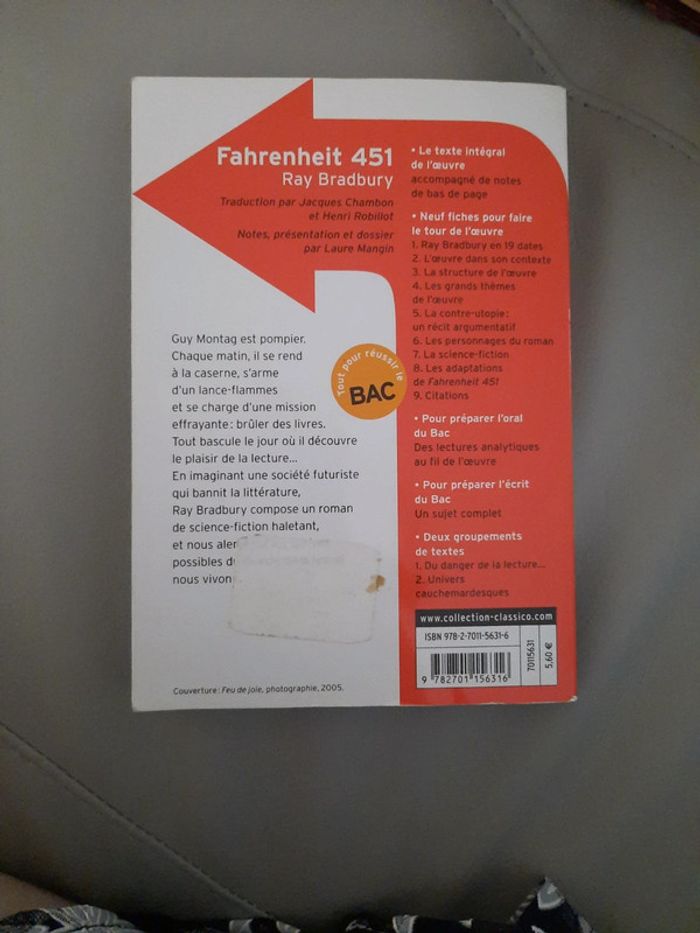 Fahrenheit 451
Ray Bradbury
Traduction par Jacques Chambon
et Henri Robillot
Notes, présentation et dossier
par Laure Mangin
Guy Montag est pompier.
Chaque matin, il se rend
à la caserne, s'arme
d'un lance-flammes
et se charge d'une mission
effrayante : brûler des livres.
Tout bascule le jour où il découvre
le plaisir de la lecture...
En imaginant une société futuriste
qui bannit la littérature,
Ray Bradbury compose un roman
de science-fiction haletant,
et nous
possibles
nous
Couverture : Feu de joie, photographie, 2005.
Tout pour réussir le
BAC
• Le texte intégral
de l'œuvre
accompagné de notes
de bas de page
• Neuf fiches pour faire
le tour de l'œuvre
1. Ray Bradbury en 19 dates
2. L'œuvre dans son contexte
3. La structure de l'œuvre
4. Les grands thèmes
de l'œuvre
5. La contre-utopie :
un récit argumentatif
6. Les personnages du roman
7. La science-fiction
8. Les adaptations
de Fahrenheit 451
9. Citations
• Pour préparer l'oral
du Bac
Des lectures analytiques
au fil de l'œuvre
• Pour préparer l'écrit
du Bac
Un sujet complet
• Deux groupements
de textes
1. Du danger de la lecture...
2. Univers
cauchemardesques
www.collection-classico.com
ISBN 978-2-7011-5631-6
9 782701 156316
70115631
5,60 €